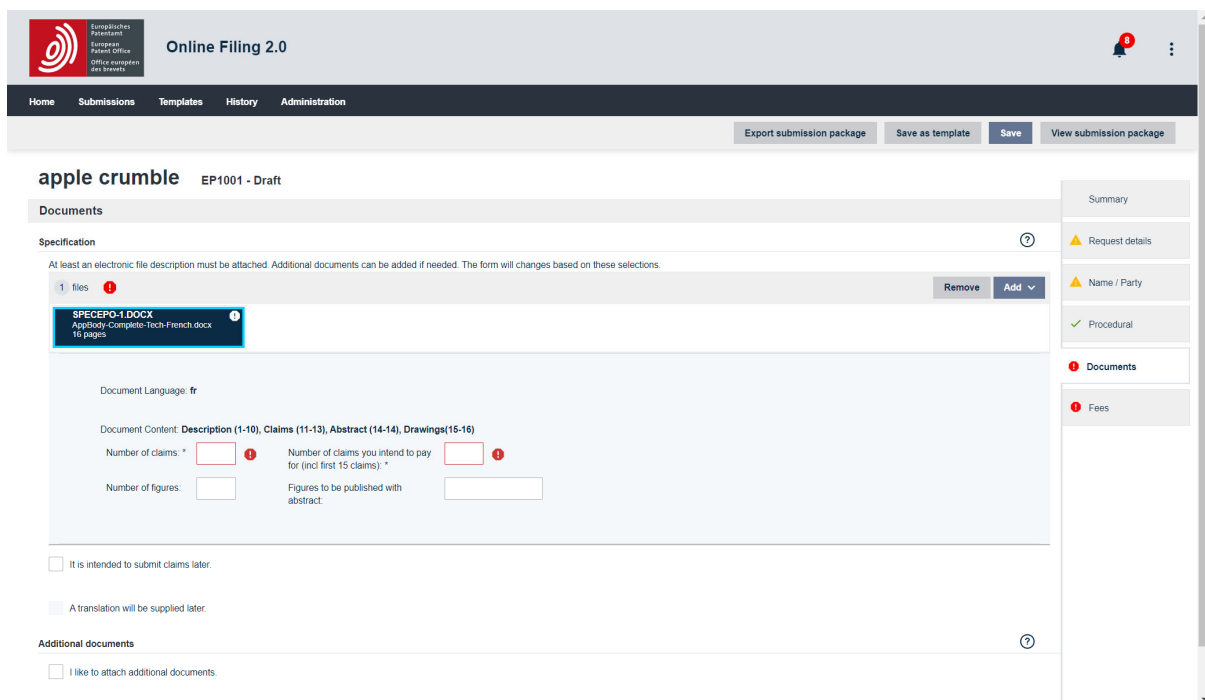 Europäisches
Patentamt
European
Patent Office
Office européen
des brevets
Online Filing 2.0
8
Home Submissions Templates History Administration
Export submission package Save as template Save View submission package
apple crumble EP1001 - Draft
Documents
Specification
At least an electronic file description must be attached. Additional documents can be added if needed. The form will changes based on these selections.
1 files
Remove Add
SPECEPO-1.DOCX
AppBody-Complete-Tech-French.docx
16 pages
Document Language: fr
Document Content: Description (1-10), Claims (11-13), Abstract (14-14), Drawings(15-16)
Number of claims: *
Number of claims you intend to pay
for (incl first 15 claims): *
Number of figures:
Figures to be published with
abstract:
It is intended to submit claims later.
A translation will be supplied later.
Additional documents
I like to attach additional documents.
Summary
Request details
Name / Party
Procedural
Documents
Fees